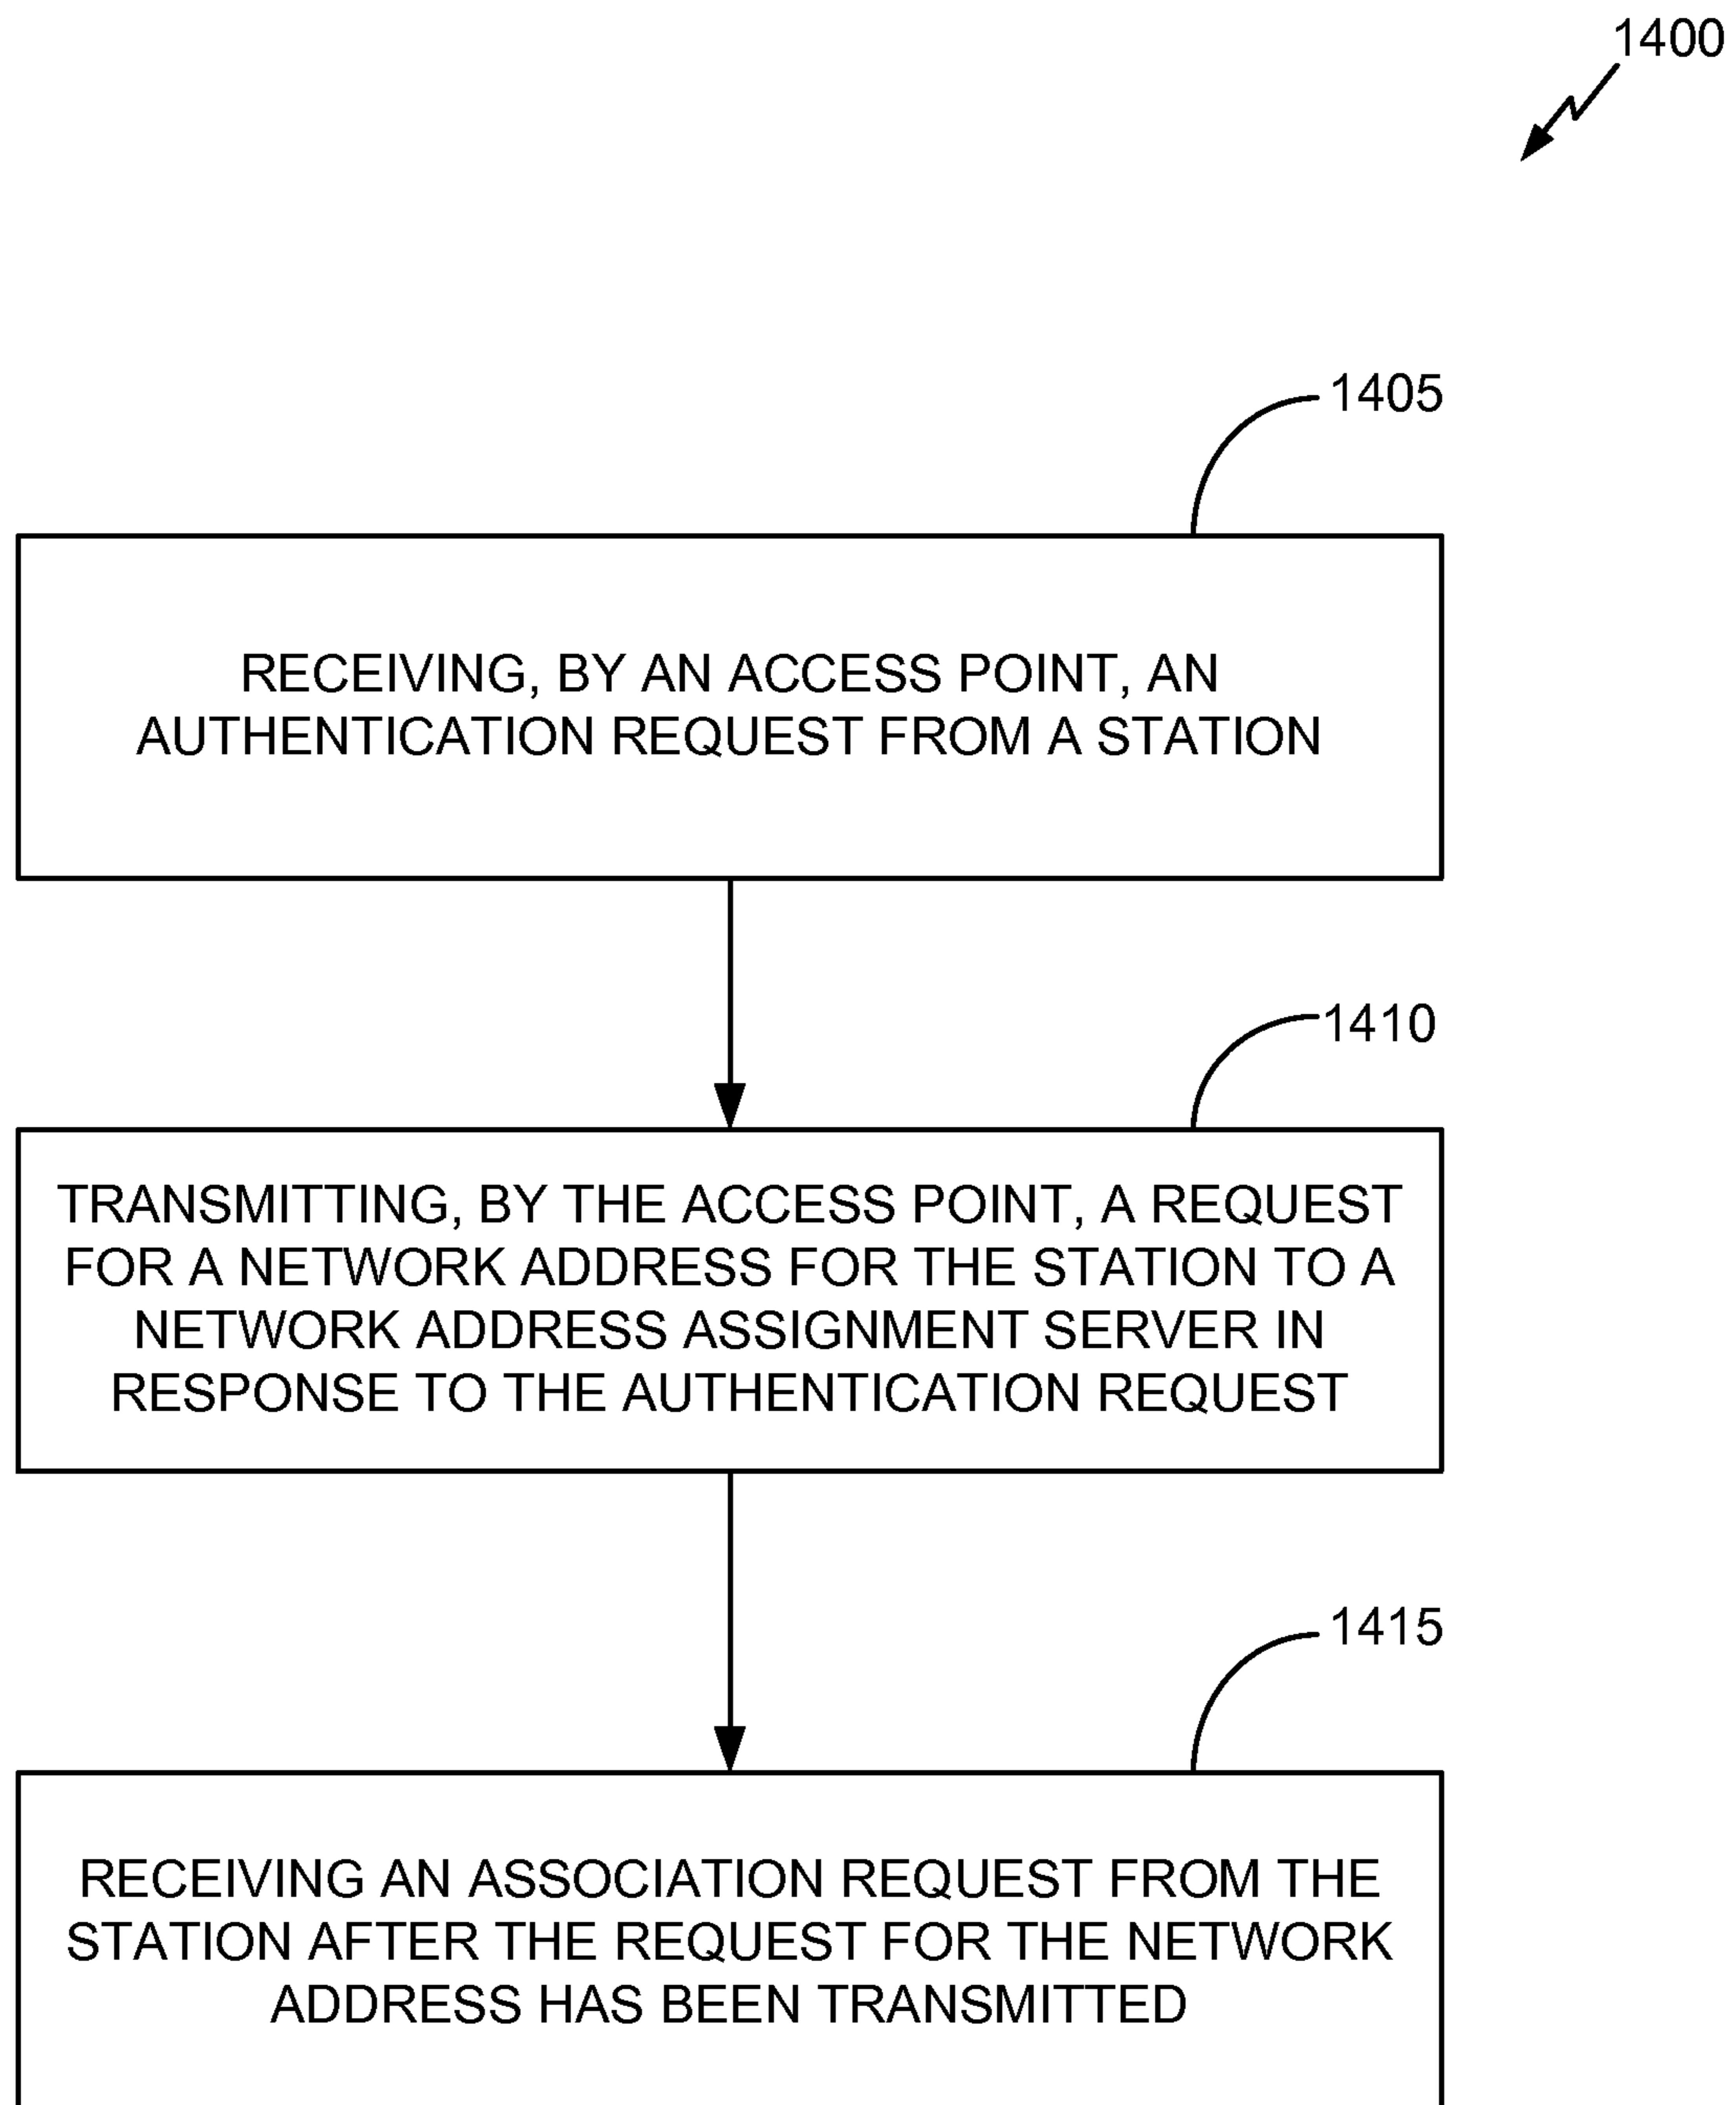 1400
1405
RECEIVING, BY AN ACCESS POINT, AN
AUTHENTICATION REQUEST FROM A STATION
1410
TRANSMITTING, BY THE ACCESS POINT, A REQUEST
FOR A NETWORK ADDRESS FOR THE STATION TO A
NETWORK ADDRESS ASSIGNMENT SERVER IN
RESPONSE TO THE AUTHENTICATION REQUEST
1415
RECEIVING AN ASSOCIATION REQUEST FROM THE
STATION AFTER THE REQUEST FOR THE NETWORK
ADDRESS HAS BEEN TRANSMITTED